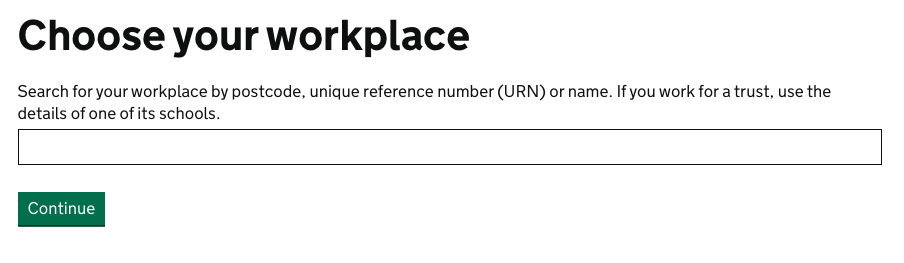 Choose your workplace
Search for your workplace by postcode, unique reference number (URN) or name. If you work for a trust, use the
details of one of its schools.
Continue